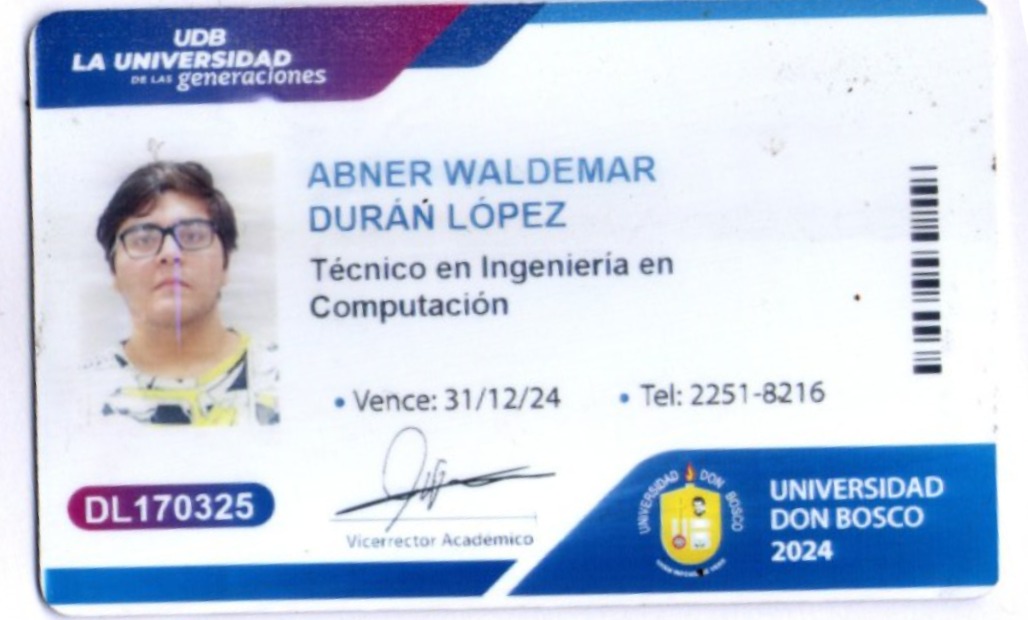 UDB
LA UNIVERSIDAD
DE LAS generaciones
ABNER WALDEMAR
DURÁN LÓPEZ
Técnico en Ingeniería en
Computación
• Vence: 31/12/24 • Tel: 2251-8216
DL170325
Vicerrector Académico
UNIVERSIDAD DON BOSCO
UNIVERSIDAD
DON BOSCO
2024